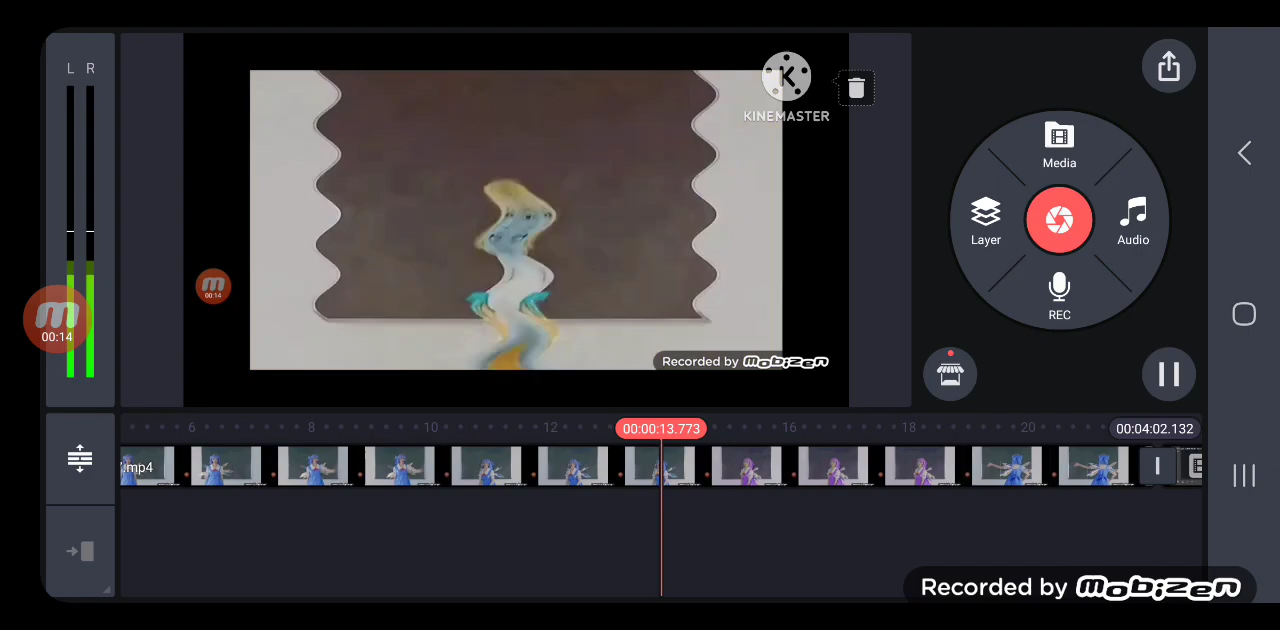 L R
KINEMASTER
Media
Layer
Audio
REC
00:14
00:14
Recorded by MOBIZEN
6 8 10 12 16 18 20
00:00:13.773
00:04:02.132
.mp4
Recorded by MOBIZEN